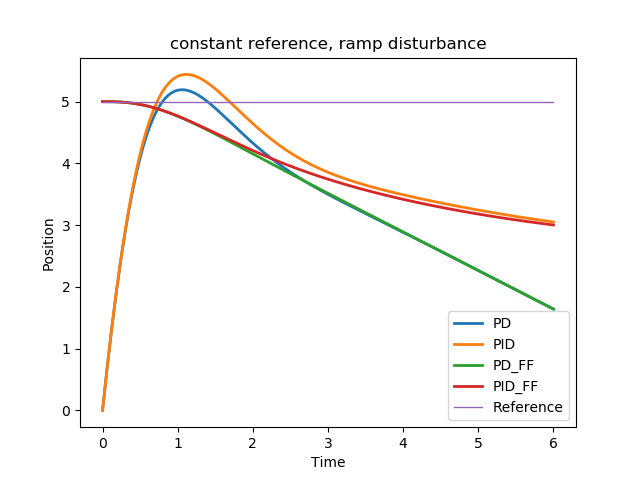 constant reference, ramp disturbance
Position
5
4
3
2
1
0
0 1 2 3 4 5 6
Time
PD
PID
PD_FF
PID_FF
Reference